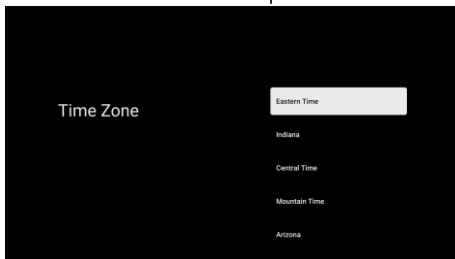 Time Zone
Eastern Time
Indiana
Central Time
Mountain Time
Arizona